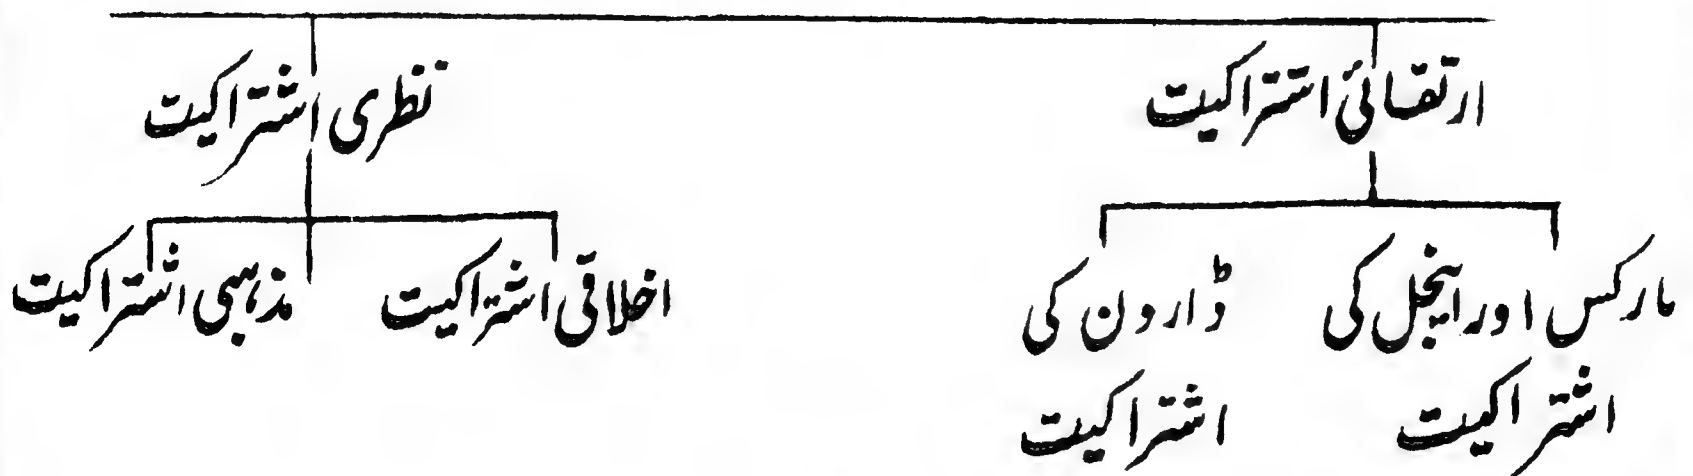 ارتقائی اشتراکیت
نظری اشتراکیت
مارکس اور اینجل کی
اشتراکیت
ڈارون کی
اشتراکیت
اخلاقی اشتراکیت
مذہبی اشتراکیت